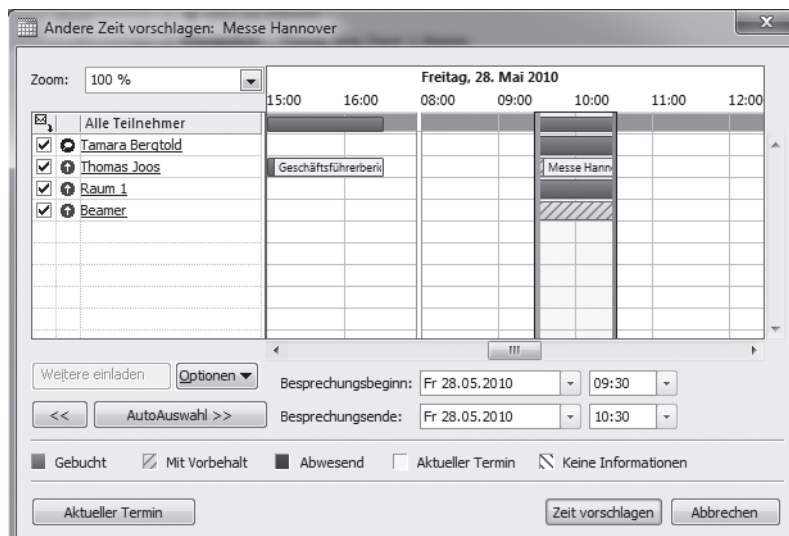 Andere Zeit vorschlagen: Messe Hannover
Zoom: 100 %
Freitag, 28. Mai 2010
15:00 16:00 08:00 09:00 10:00 11:00 12:00
Alle Teilnehmer
Tamara Bergtold
Thomas Joos Geschäftsführerberic Messe Hann
Raum 1
Beamer
Weitere einladen Optionen
Besprechungsbeginn: Fr 28.05.2010 09:30
<< AutoAuswahl >> Besprechungsende: Fr 28.05.2010 10:30
Gebucht Mit Vorbehalt Abwesend Aktueller Termin Keine Informationen
Aktueller Termin Zeit vorschlagen Abbrechen